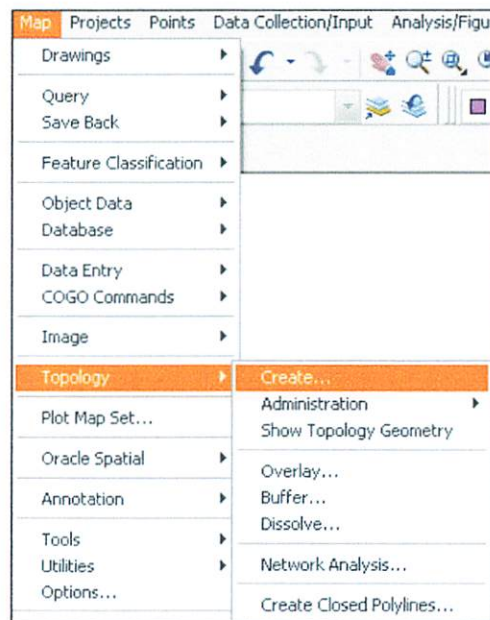 Map Projects Points Data Collection/Input Analysis/Figu
Drawings
Query
Save Back
Feature Classification
Object Data
Database
Data Entry
COGO Commands
Image
Topology
Plot Map Set...
Oracle Spatial
Annotation
Tools
Utilities
Options...
Create...
Administration
Show Topology Geometry
Overlay...
Buffer...
Dissolve...
Network Analysis...
Create Closed Polylines...